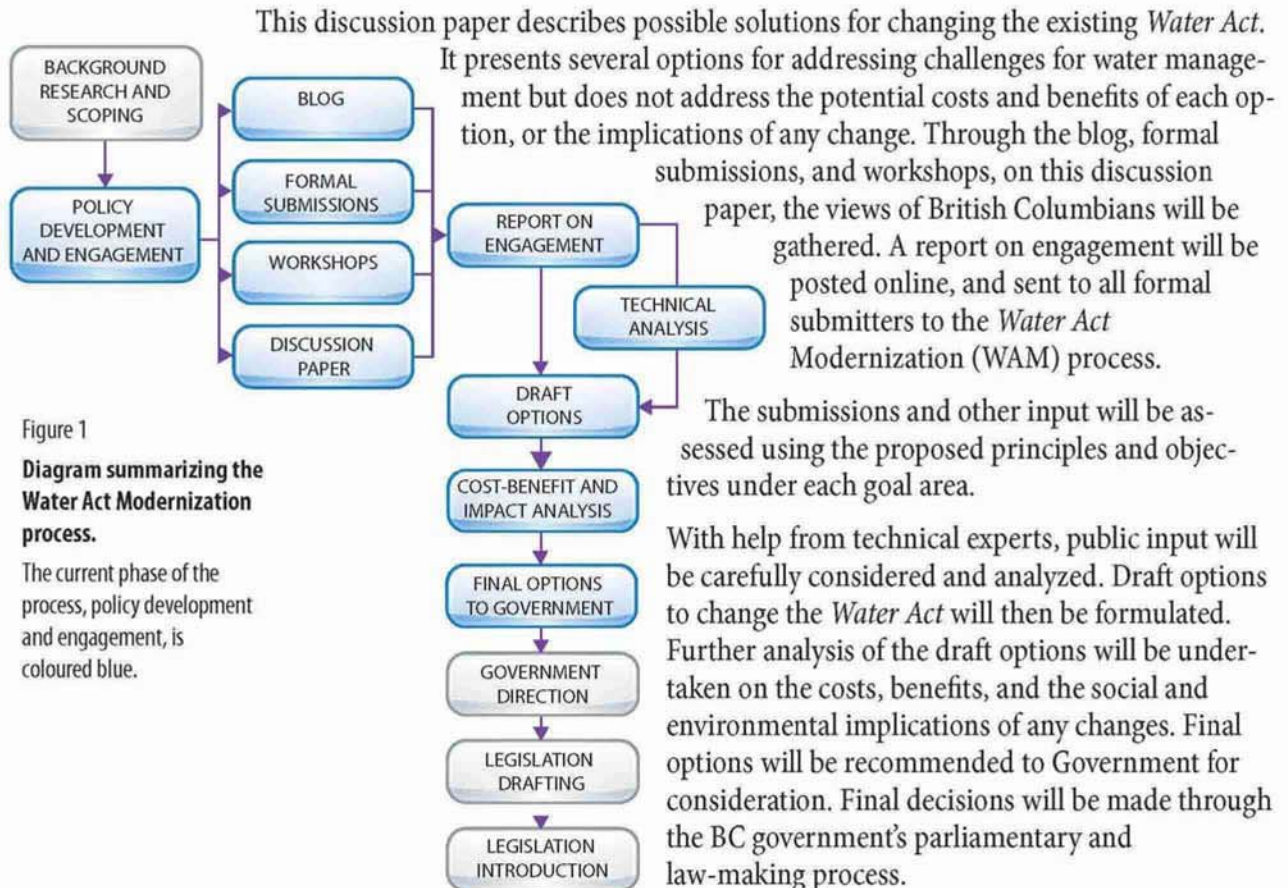 This discussion paper describes possible solutions for changing the existing Water Act.
It presents several options for addressing challenges for water manage-
ment but does not address the potential costs and benefits of each op-
tion, or the implications of any change. Through the blog, formal
submissions, and workshops, on this discussion
paper, the views of British Columbians will be
gathered. A report on engagement will be
posted online, and sent to all formal
submitters to the Water Act
Modernization (WAM) process.
The submissions and other input will be as-
sessed using the proposed principles and objec-
tives under each goal area.
With help from technical experts, public input will
be carefully considered and analyzed. Draft options
to change the Water Act will then be formulated.
Further analysis of the draft options will be under-
taken on the costs, benefits, and the social and
environmental implications of any changes. Final
options will be recommended to Government for
consideration. Final decisions will be made through
the BC government's parliamentary and
law-making process.
BACKGROUND
RESEARCH AND
SCOPING
POLICY
DEVELOPMENT
AND ENGAGEMENT
BLOG
FORMAL
SUBMISSIONS
WORKSHOPS
DISCUSSION
PAPER
REPORT ON
ENGAGEMENT
TECHNICAL
ANALYSIS
DRAFT
OPTIONS
COST-BENEFIT AND
IMPACT ANALYSIS
FINAL OPTIONS
TO GOVERNMENT
GOVERNMENT
DIRECTION
LEGISLATION
DRAFTING
LEGISLATION
INTRODUCTION
Figure 1
Diagram summarizing the
Water Act Modernization
process.
The current phase of the
process, policy development
and engagement, is
coloured blue.